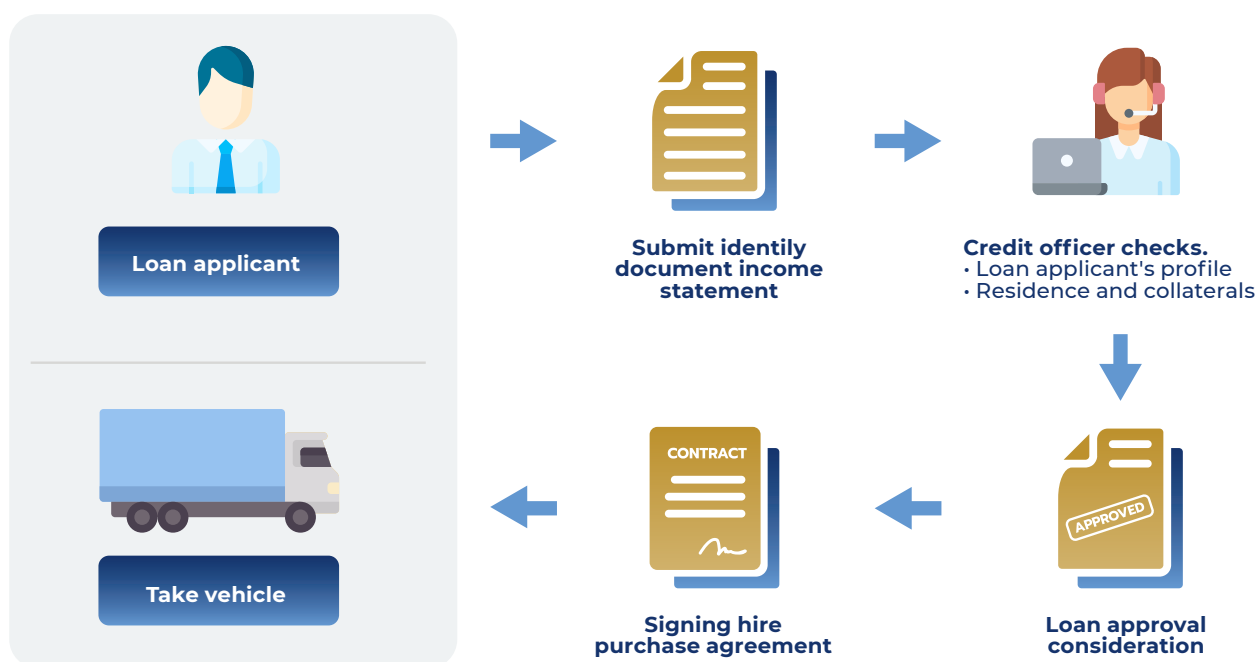 Loan applicant
Submit identily
document income
statement
Credit officer checks.
• Loan applicant's profile
• Residence and collaterals
Take vehicle
CONTRACT
Signing hire
purchase agreement
APPROVED
Loan approval
consideration